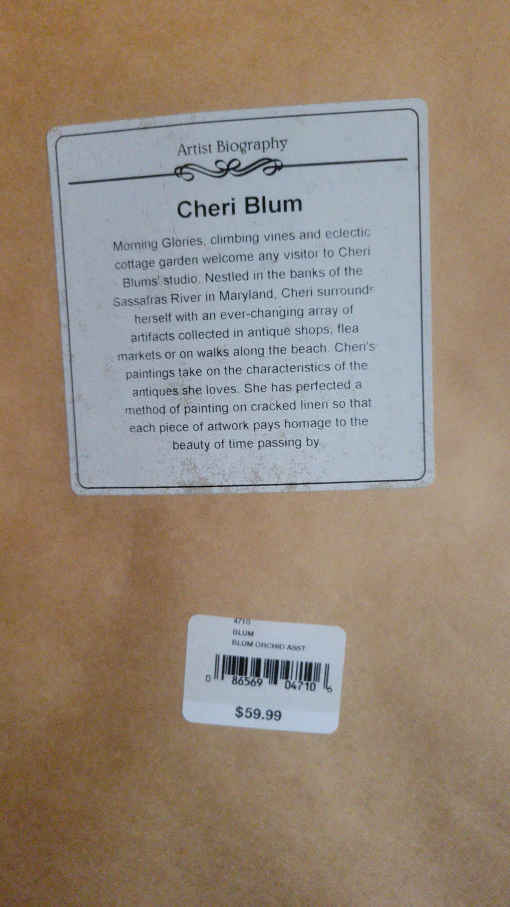 Artist Biography
Cheri Blum
Morning Glories, climbing vines and eclectic
cottage garden welcome any visitor to Cheri
Blums' studio. Nestled in the banks of the
Sassafras River in Maryland, Cheri surrounds
herself with an ever-changing array of
artifacts collected in antique shops, flea
markets or on walks along the beach. Cheri's
paintings take on the characteristics of the
antiques she loves. She has perfected a
method of painting on cracked linen so that
each piece of artwork pays homage to the
beauty of time passing by.
4710
BLUM
BLUM ORCHID ASST
0 86569 04710 6
$59.99